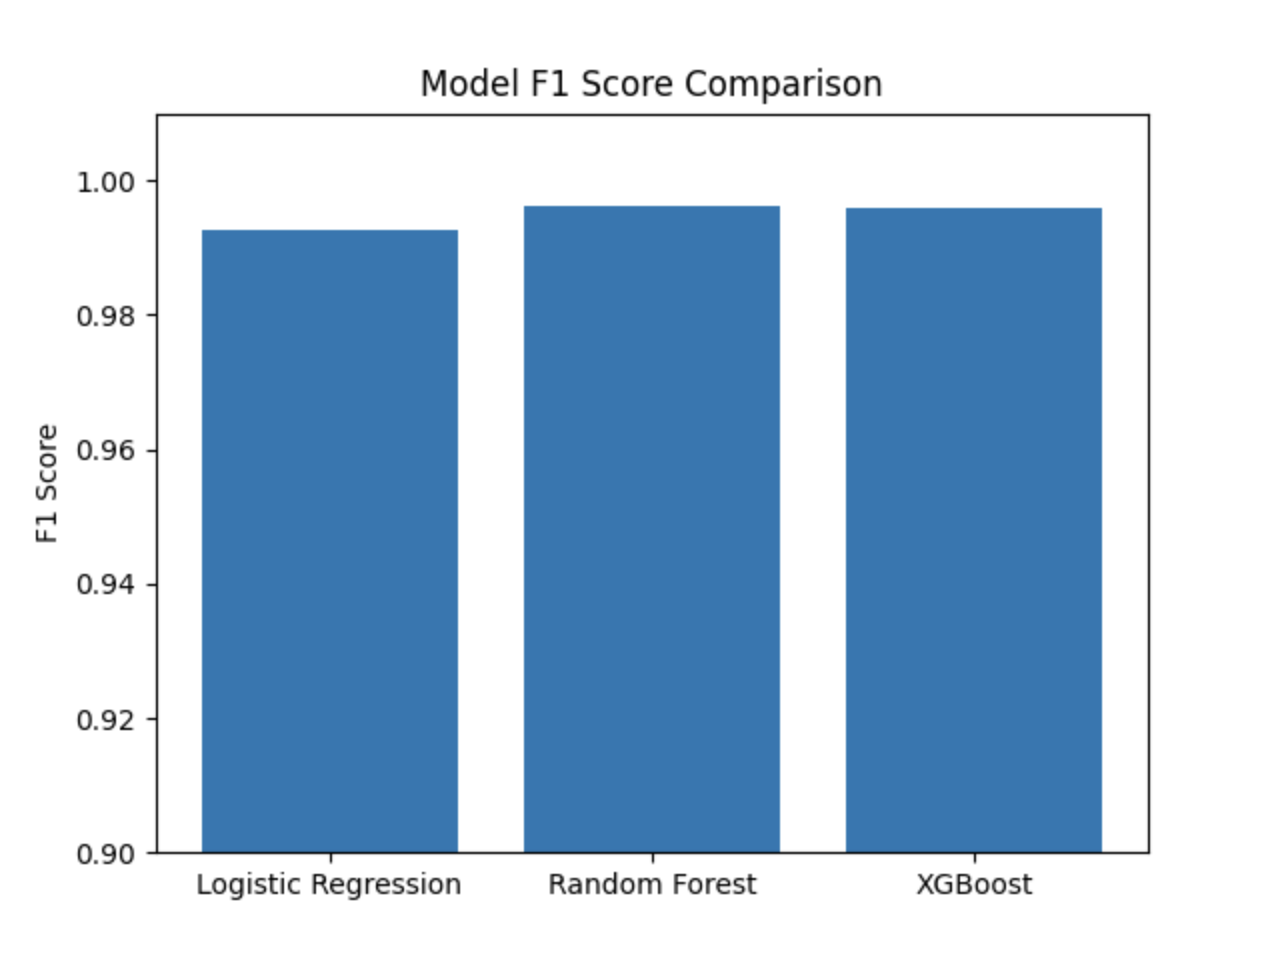 Model F1 Score Comparison
F1 Score
1.00
0.98
0.96
0.94
0.92
0.90
Logistic Regression
Random Forest
XGBoost